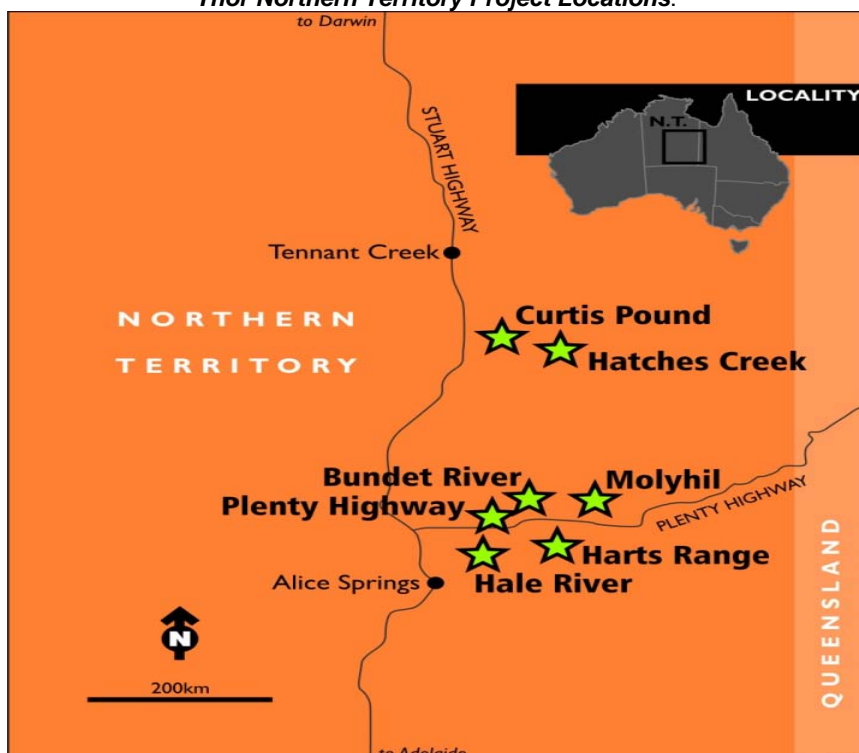 Thor Northern Territory Project Locations.
to Darwin
LOCALITY
N.T.
STUART HIGHWAY
Tennant Creek
NORTHERN
TERRITORY
Curtis Pound
Hatches Creek
Bundet River
Molyhil
Plenty Highway
PLENTY HIGHWAY
Harts Range
Alice Springs
Hale River
QUEENSLAND
N
200km
to Adelaide